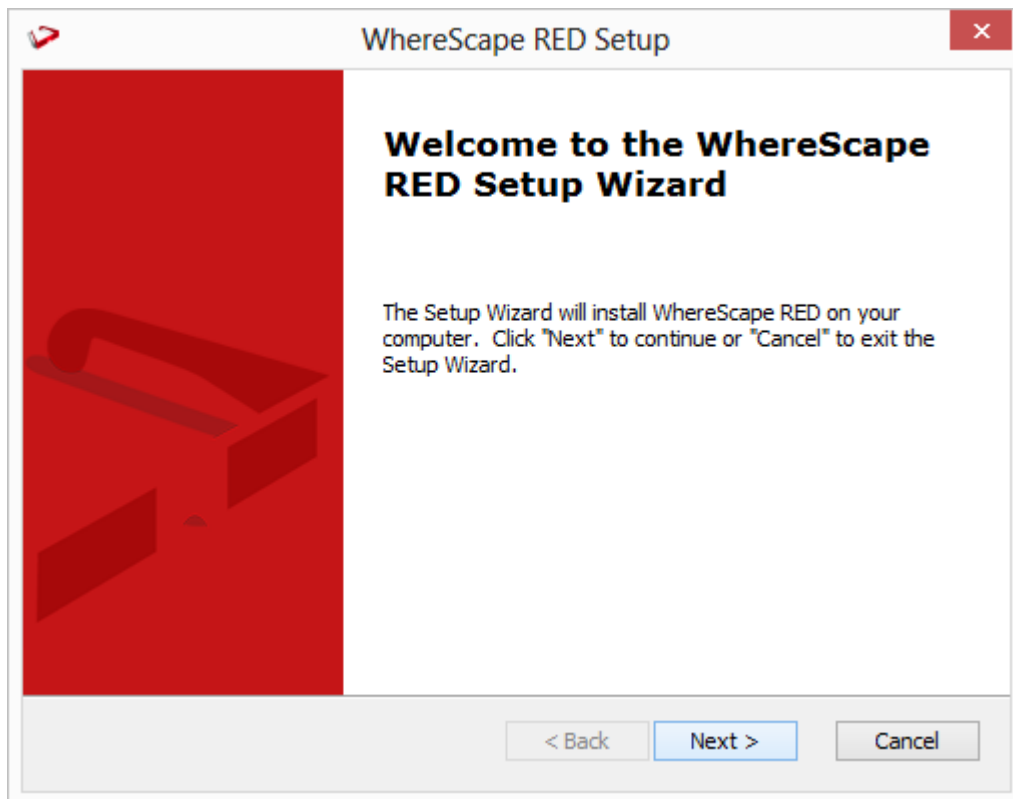 WhereScape RED Setup
Welcome to the WhereScape
RED Setup Wizard
The Setup Wizard will install WhereScape RED on your
computer.  Click "Next" to continue or "Cancel" to exit the
Setup Wizard.
< Back Next > Cancel